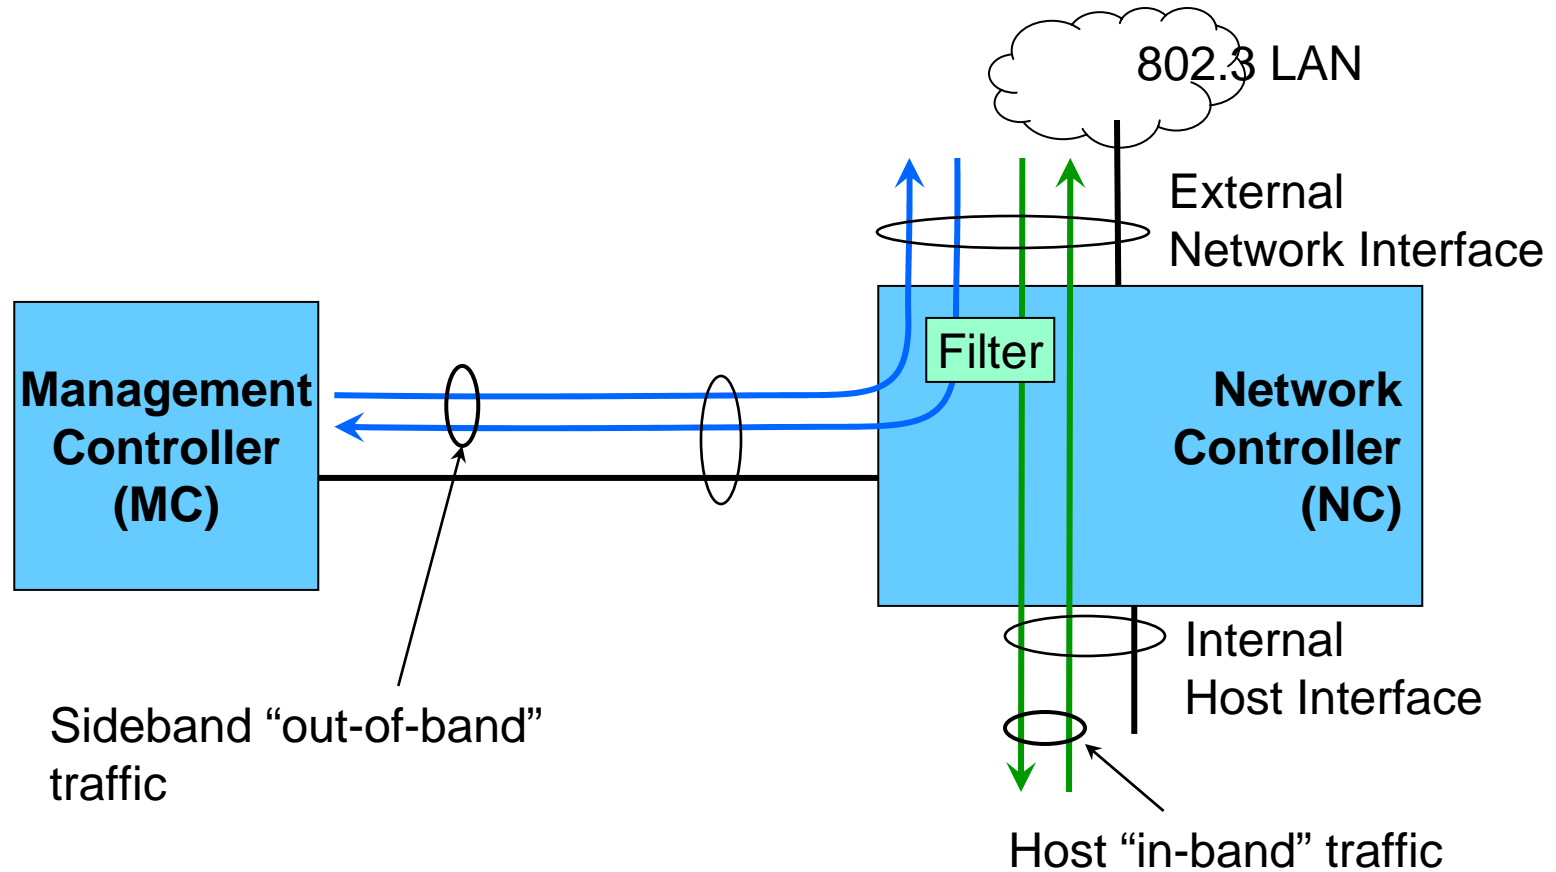 802.3 LAN
External
Network Interface
Filter
Management
Controller
(MC)
Network
Controller
(NC)
Internal
Host Interface
Sideband “out-of-band”
traffic
Host “in-band” traffic